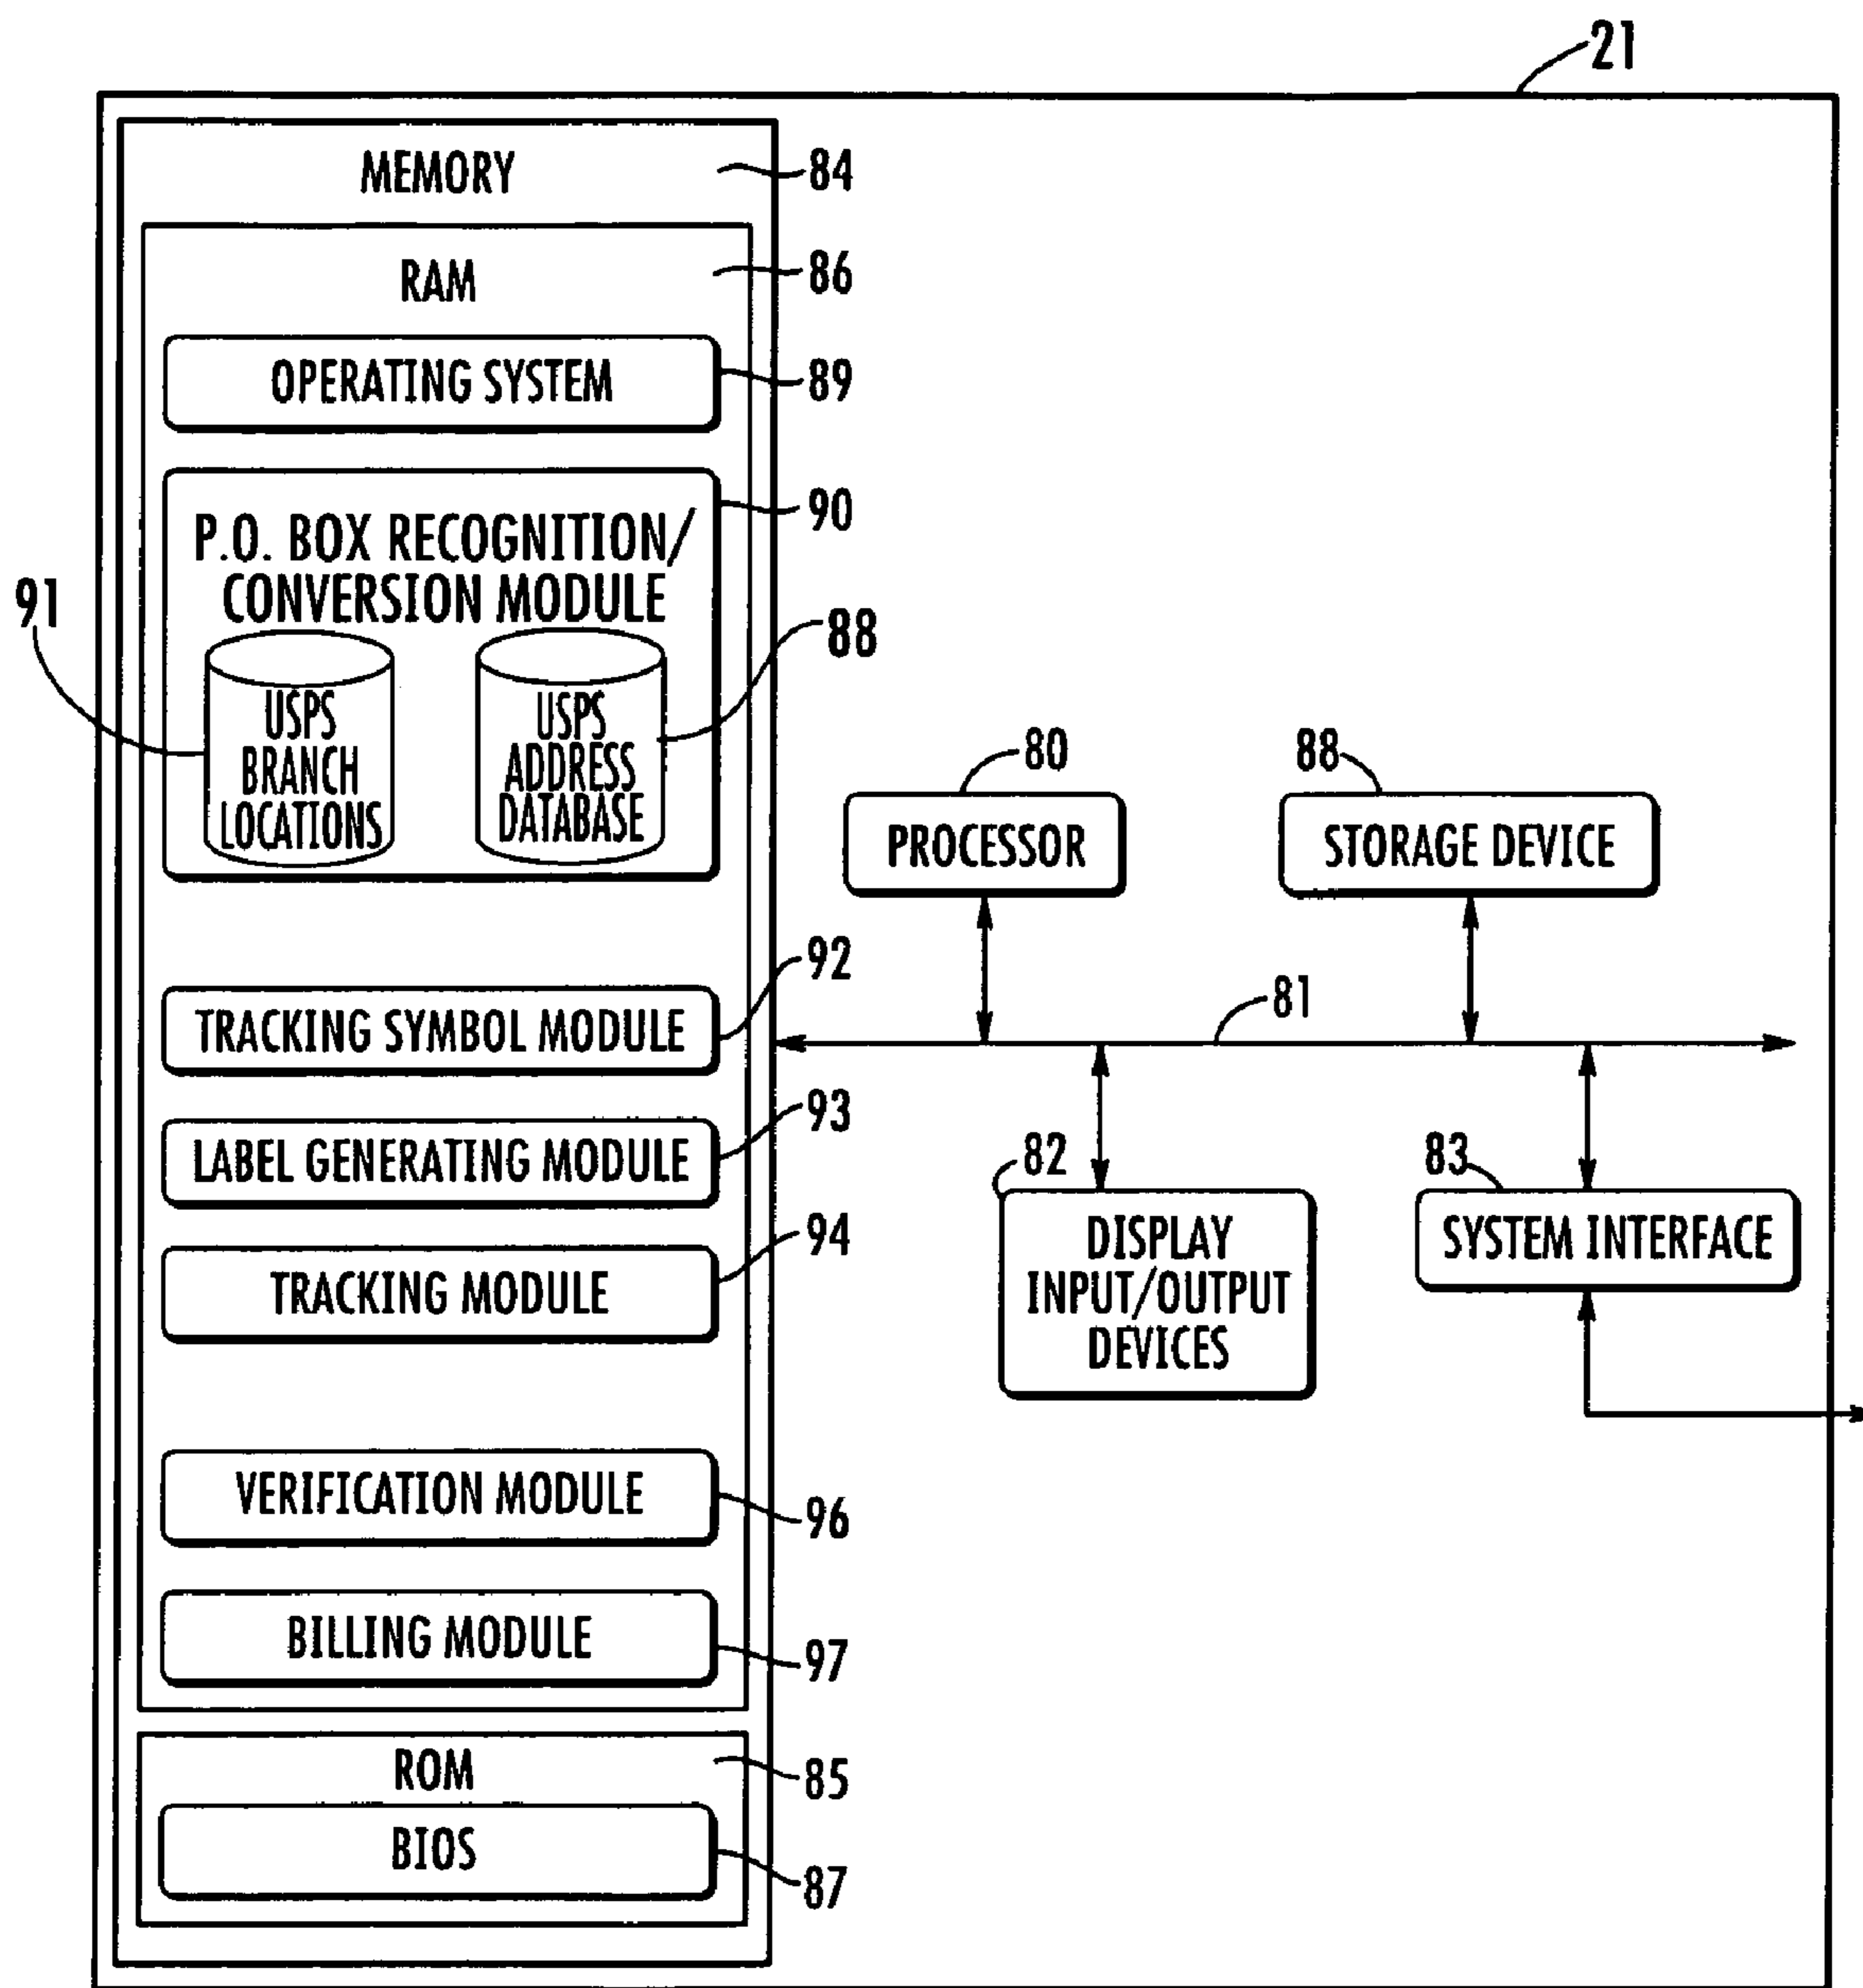 21
MEMORY
84
RAM
86
OPERATING SYSTEM
89
P.O. BOX RECOGNITION/
CONVERSION MODULE
90
91
88
USPS
BRANCH
LOCATIONS
USPS
ADDRESS
DATABASE
80
PROCESSOR
88
STORAGE DEVICE
92
TRACKING SYMBOL MODULE
81
93
LABEL GENERATING MODULE
82
DISPLAY
INPUT/OUTPUT
DEVICES
83
SYSTEM INTERFACE
94
TRACKING MODULE
VERIFICATION MODULE
96
BILLING MODULE
97
ROM
85
BIOS
87